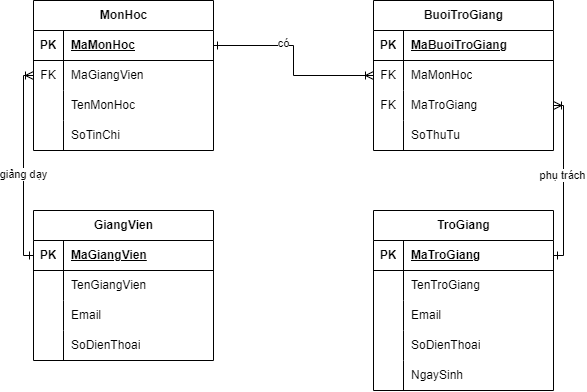 MonHoc
PK MaMonHoc
FK MaGiangVien
TenMonHoc
SoTinChi
có
BuoiTroGiang
PK MaBuoiTroGiang
FK MaMonHoc
FK MaTroGiang
SoThuTu
giảng dạy
phụ trách
GiangVien
PK MaGiangVien
TenGiangVien
Email
SoDienThoai
TroGiang
PK MaTroGiang
TenTroGiang
Email
SoDienThoai
NgaySinh